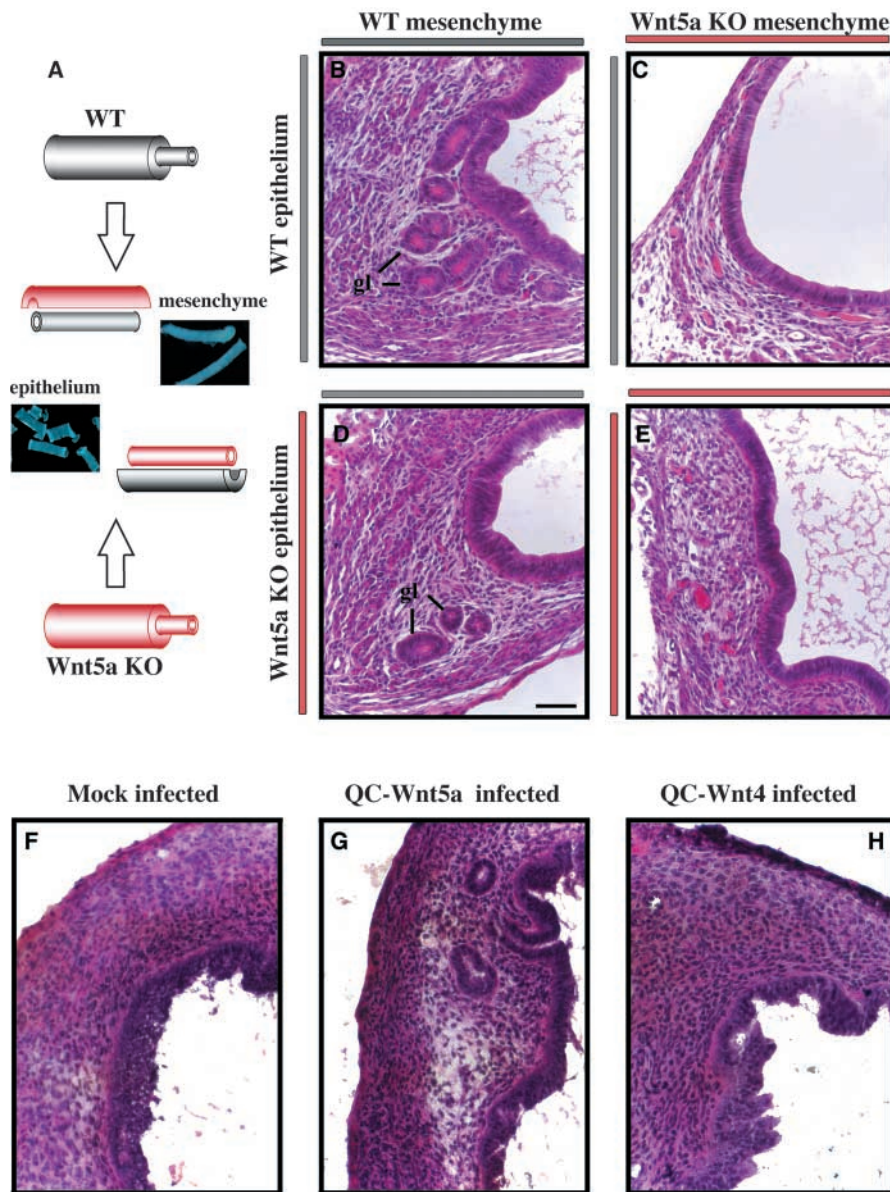 WT mesenchyme
Wnt5a KO mesenchyme
A
WT
mesenchyme
epithelium
Wnt5a KO
WT epithelium
B
gl
C
Wnt5a KO epithelium
D
gl
E
Mock infected
QC-Wnt5a infected
QC-Wnt4 infected
F
G
H